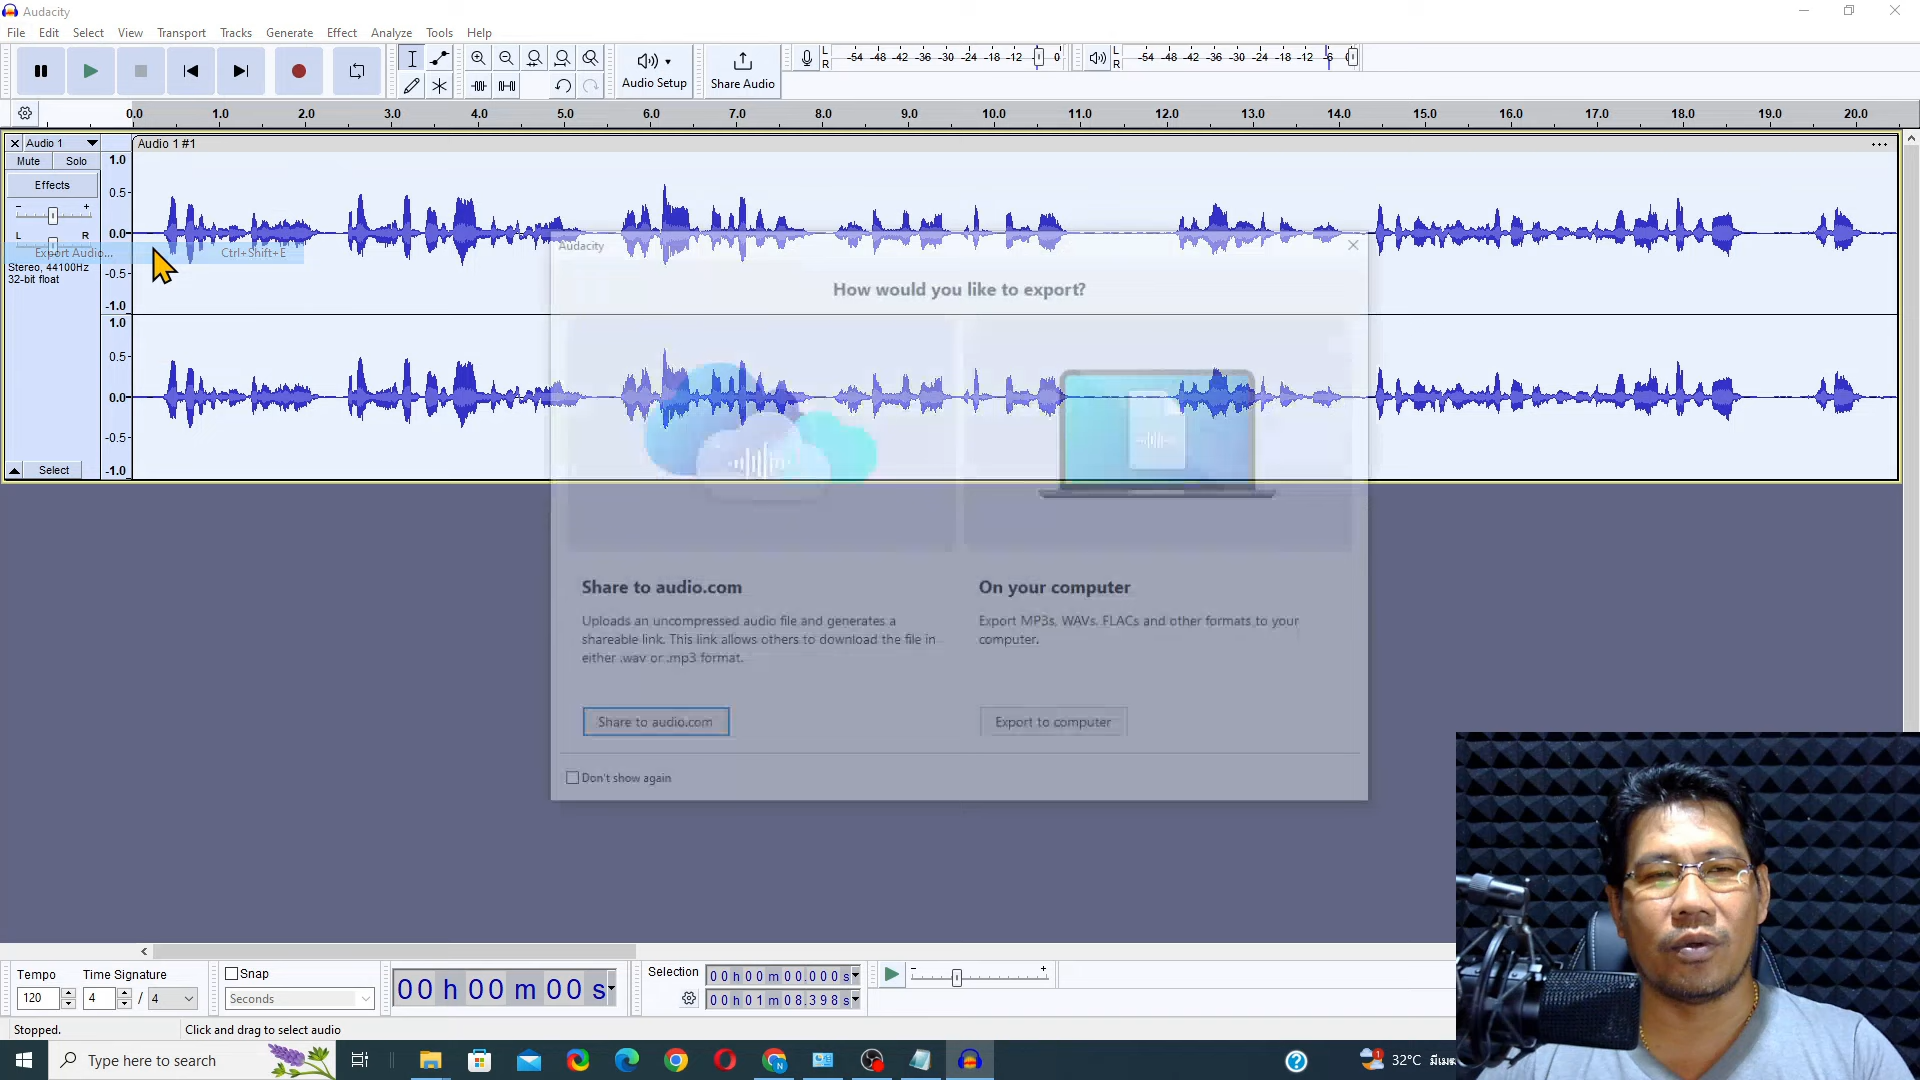 Audacity
File Edit Select View Transport Tracks Generate Effect Analyze Tools Help
Audio Setup
Share Audio
L
R
-54 -48 -42 -36 -30 -24 -18 -12 0
L
R
-54 -48 -42 -36 -30 -24 -18 -12 -6 0
0.0 1.0 2.0 3.0 4.0 5.0 6.0 7.0 8.0 9.0 10.0 11.0 12.0 13.0 14.0 15.0 16.0 17.0 18.0 19.0 20.0
Audio 1
Audio 1 #1
Mute Solo
Effects
- +
L R
Stereo, 44100Hz
32-bit float
Select
1.0
0.5
0.0
-0.5
-1.0
1.0
0.5
0.0
-0.5
-1.0
Export Audio... Ctrl+Shift+E
Audacity
How would you like to export?
Share to audio.com
Uploads an uncompressed audio file and generates a
shareable link. This link allows others to download the file in
either .wav or .mp3 format.
Share to audio.com
On your computer
Export MP3s, WAVs, FLACs and other formats to your
computer.
Export to computer
Don't show again
Tempo
120
Time Signature
4 / 4
Snap
Seconds
00 h 00 m 00 s
Selection
00 h 00 m 00.000 s
00 h 01 m 08.398 s
- +
Stopped.
Click and drag to select audio
Type here to search
32°C